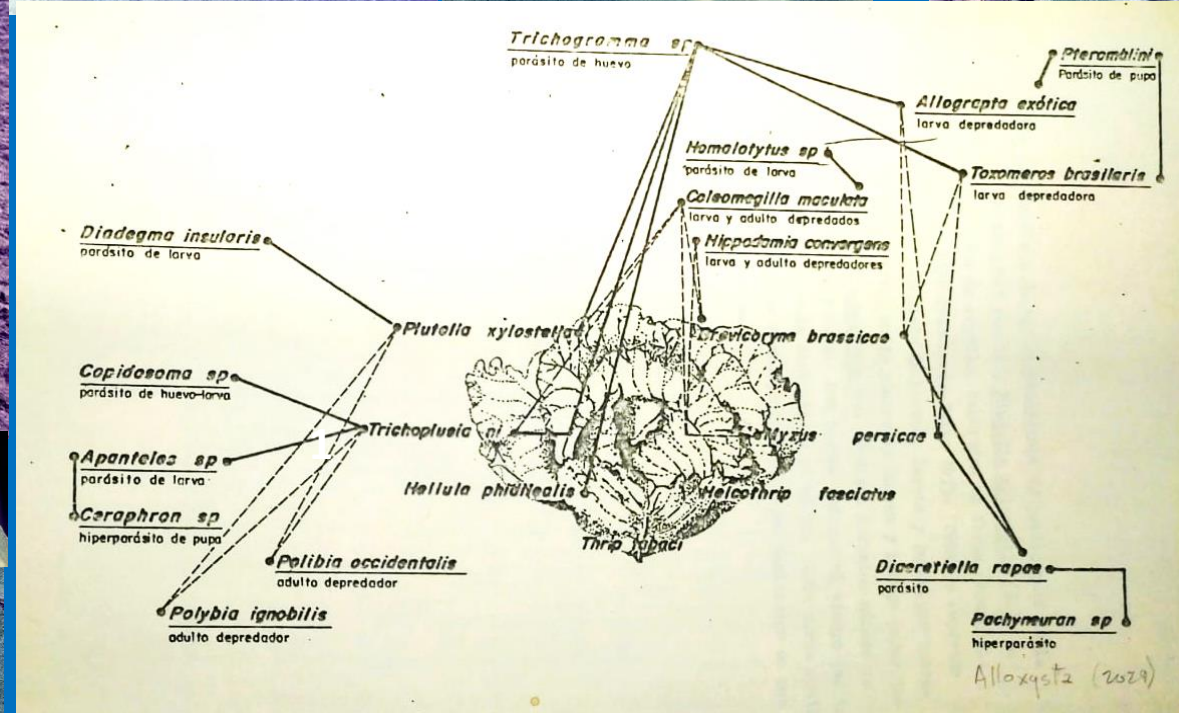 Trichogramma sp
parásito de huevo
Pteromblini
Parásito de pupa
Allograpta exótica
larva depredadora
Homalotytus sp
parásito de larva
Toxomeros brasilaris
larva depredadora
Coleomegilla maculata
larva y adulto depredados
Hippodamia convergens
larva y adulto depredadores
Diadegma insularis
parásito de larva
Plutella xylostella
Brevicoryne brassicae
Copidosoma sp
parásito de huevo-larva
Trichoplusia ni
persicae
Apanteles sp
parásito de larva
Hellula phidilealis
Helcothrip fasciatus
Ceraphron sp
hiperparásito de pupa
Thrip tabaci
Polibia occidentalis
adulto depredador
Diaeretiella rapae
parásito
Polybia ignobilis
adulto depredador
Pachyneuran sp
hiperparásito
Alloxysta (2024)